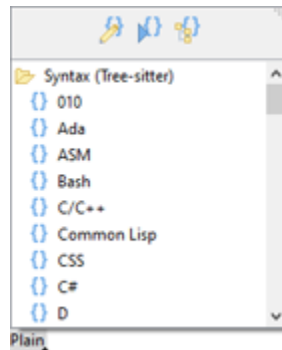 Syntax (Tree-sitter)
{} 010
{} Ada
{} ASM
{} Bash
{} C/C++
{} Common Lisp
{} CSS
{} C#
{} D
Plain